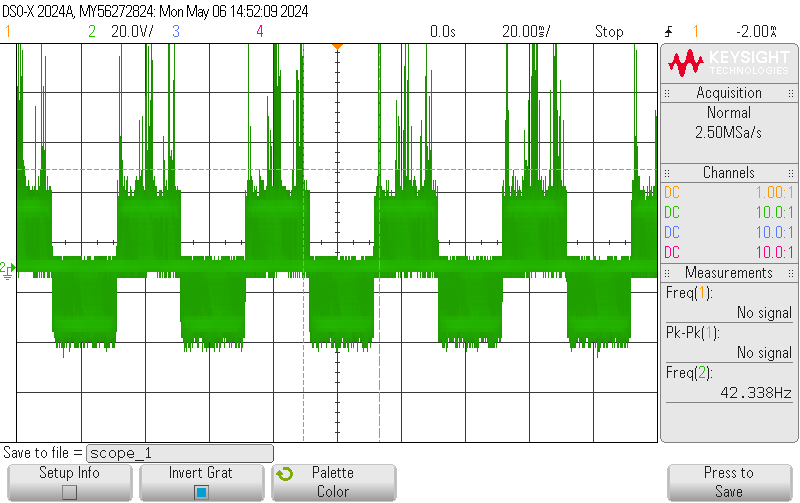 DSO-X 2024A, MY56272824: Mon May 06 14:52:09 2024
1 2 20.0V/ 3 4 0.0s 20.00ms/ Stop 1 -2.00%
KEYSIGHT
TECHNOLOGIES
Acquisition
Normal
2.50MSa/s
Channels
DC 1.00:1
DC 10.0:1
DC 10.0:1
DC 10.0:1
Measurements
Freq(1):
No signal
Pk-Pk(1):
No signal
Freq(2):
42.338Hz
2
Save to file = scope_1
Setup Info
Invert Grat
Palette
Color
Press to
Save